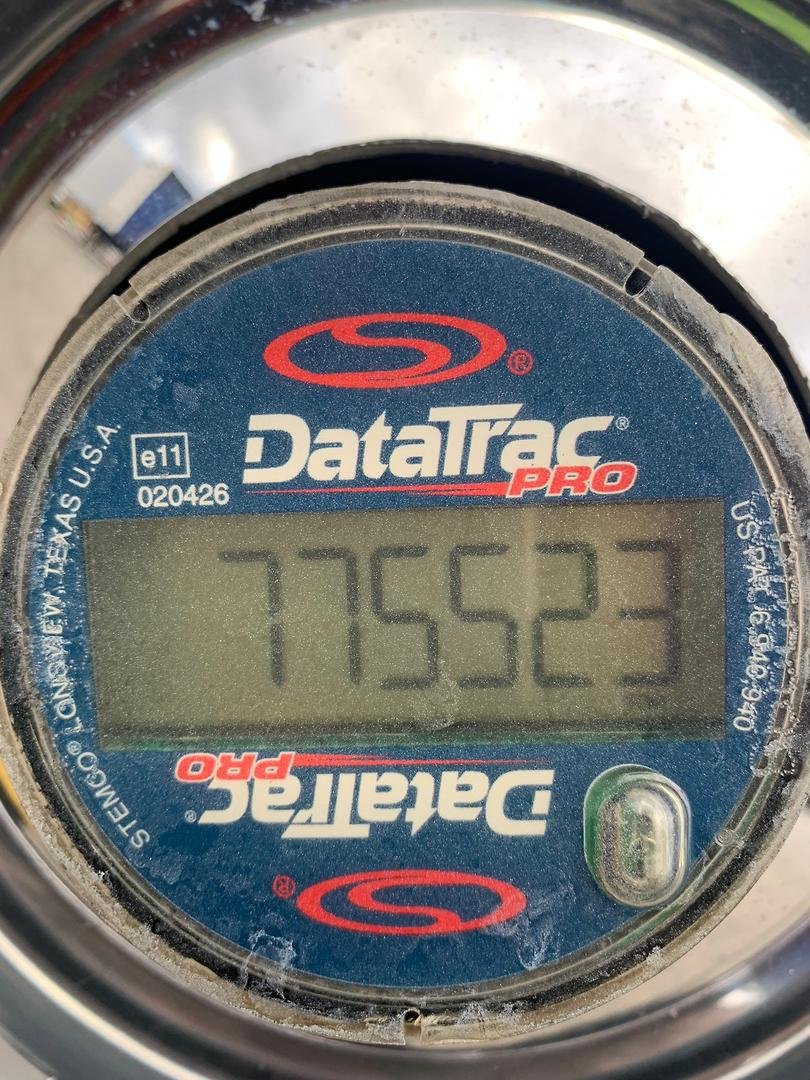 ®
DataTrac®
PRO
e11
020426
STEMCO® LONGVIEW, TEXAS U.S.A.
US PAT. 6,940,940
775523
DataTrac®
PRO
®